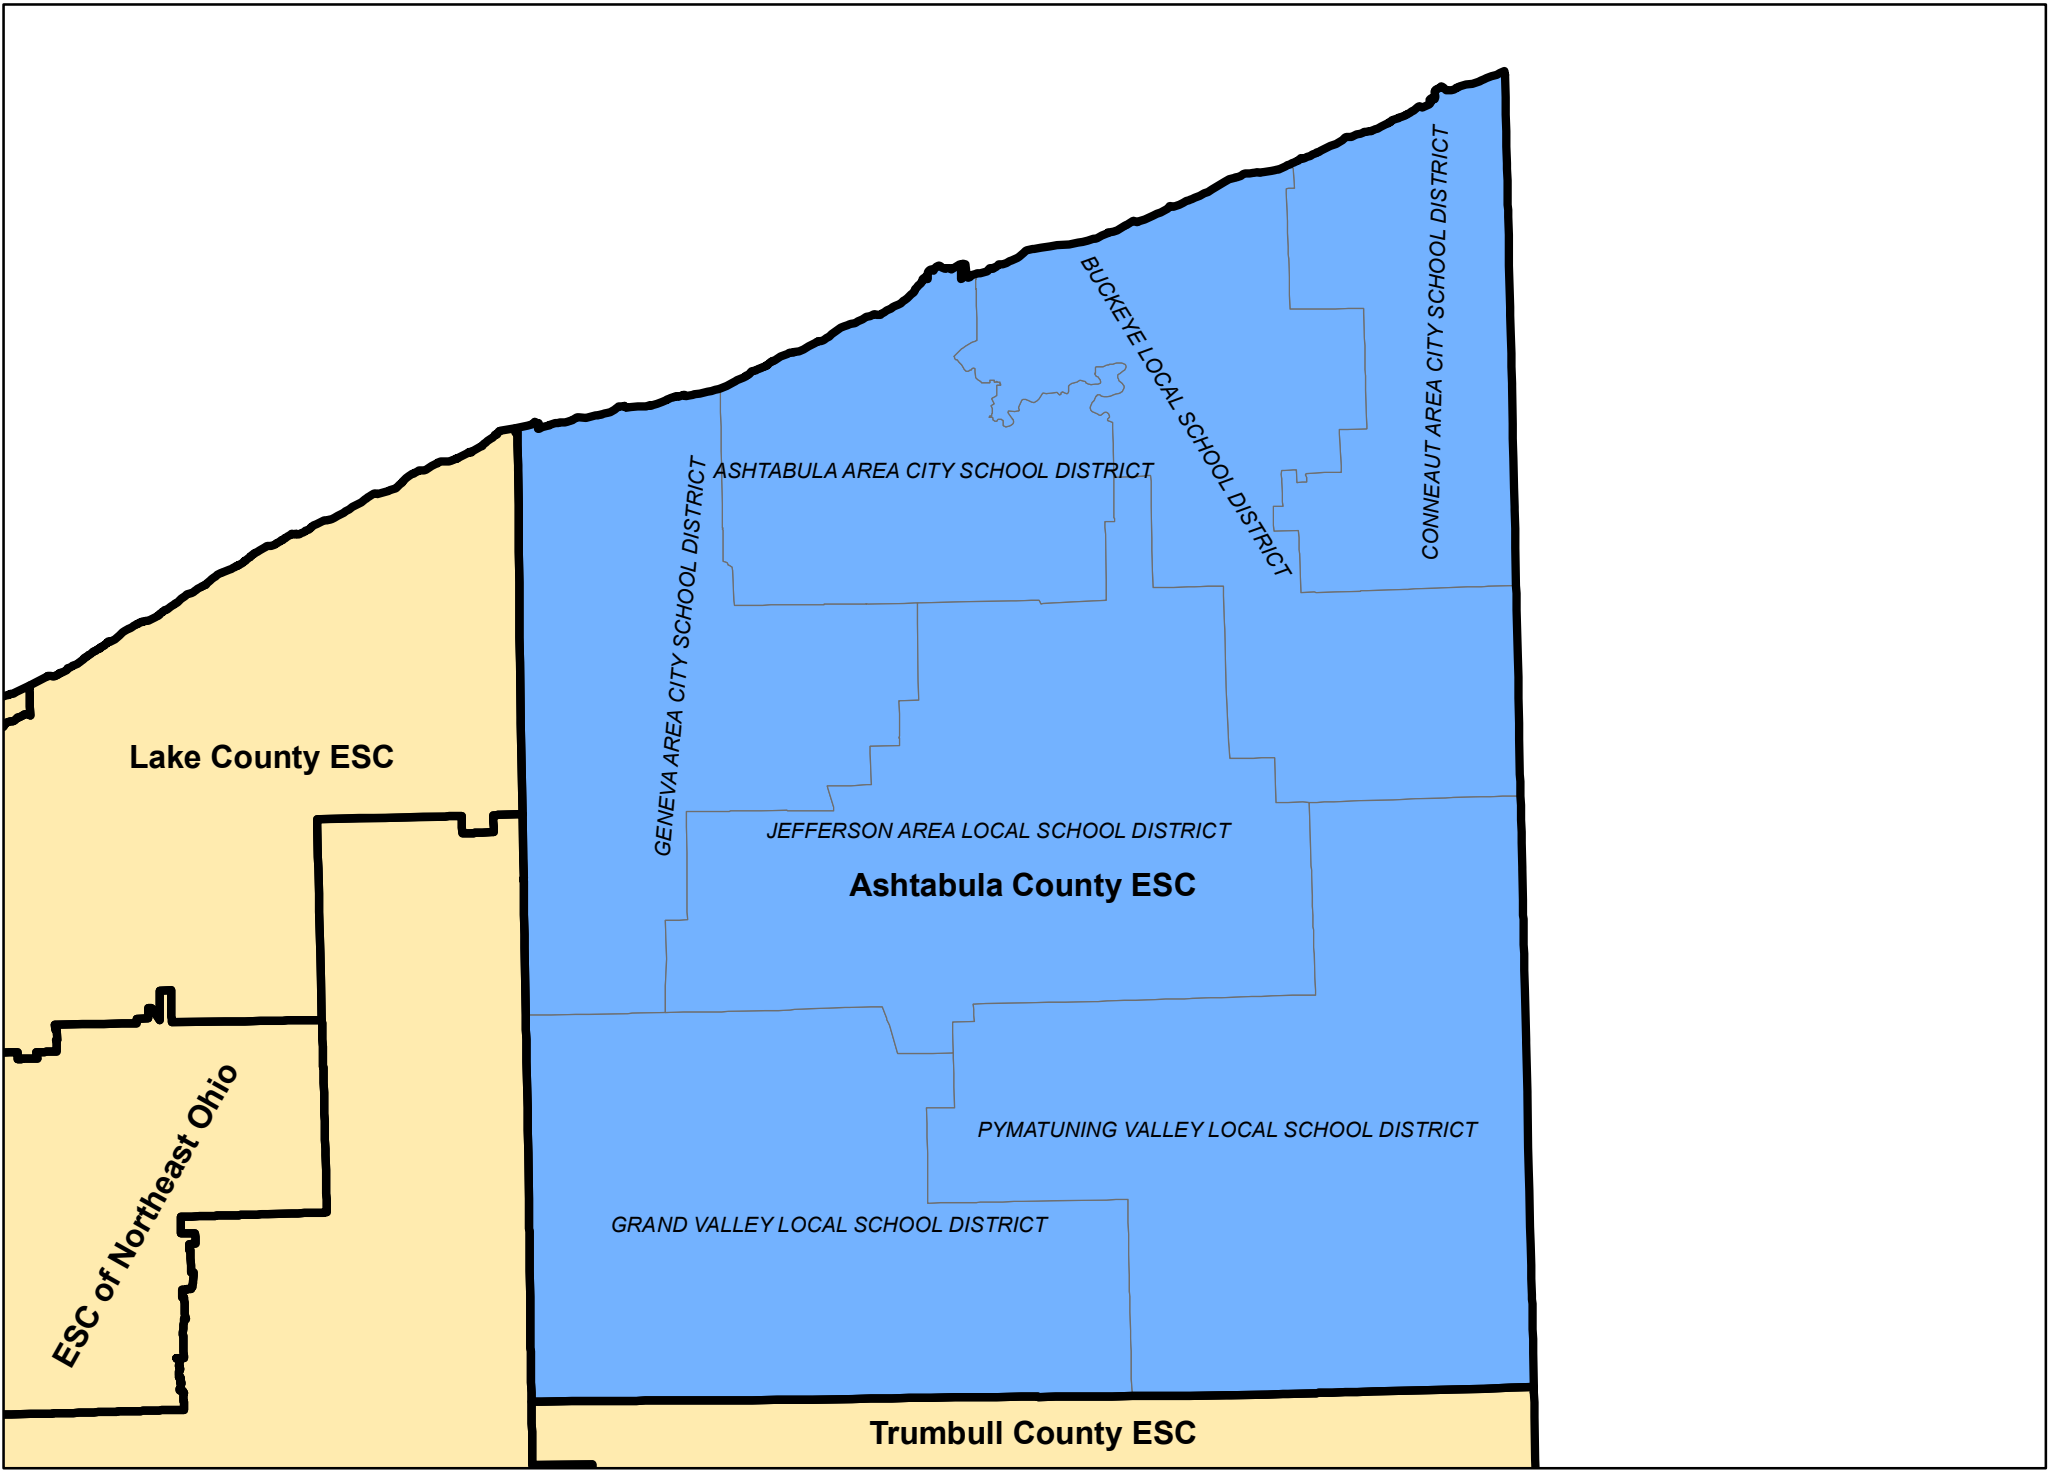 CONNEAUT AREA CITY SCHOOL DISTRICT
BUCKEYE LOCAL SCHOOL DISTRICT
ASHTABULA AREA CITY SCHOOL DISTRICT
GENEVA AREA CITY SCHOOL DISTRICT
Lake County ESC
JEFFERSON AREA LOCAL SCHOOL DISTRICT
Ashtabula County ESC
ESC of Northeast Ohio
PYMATUNING VALLEY LOCAL SCHOOL DISTRICT
GRAND VALLEY LOCAL SCHOOL DISTRICT
Trumbull County ESC